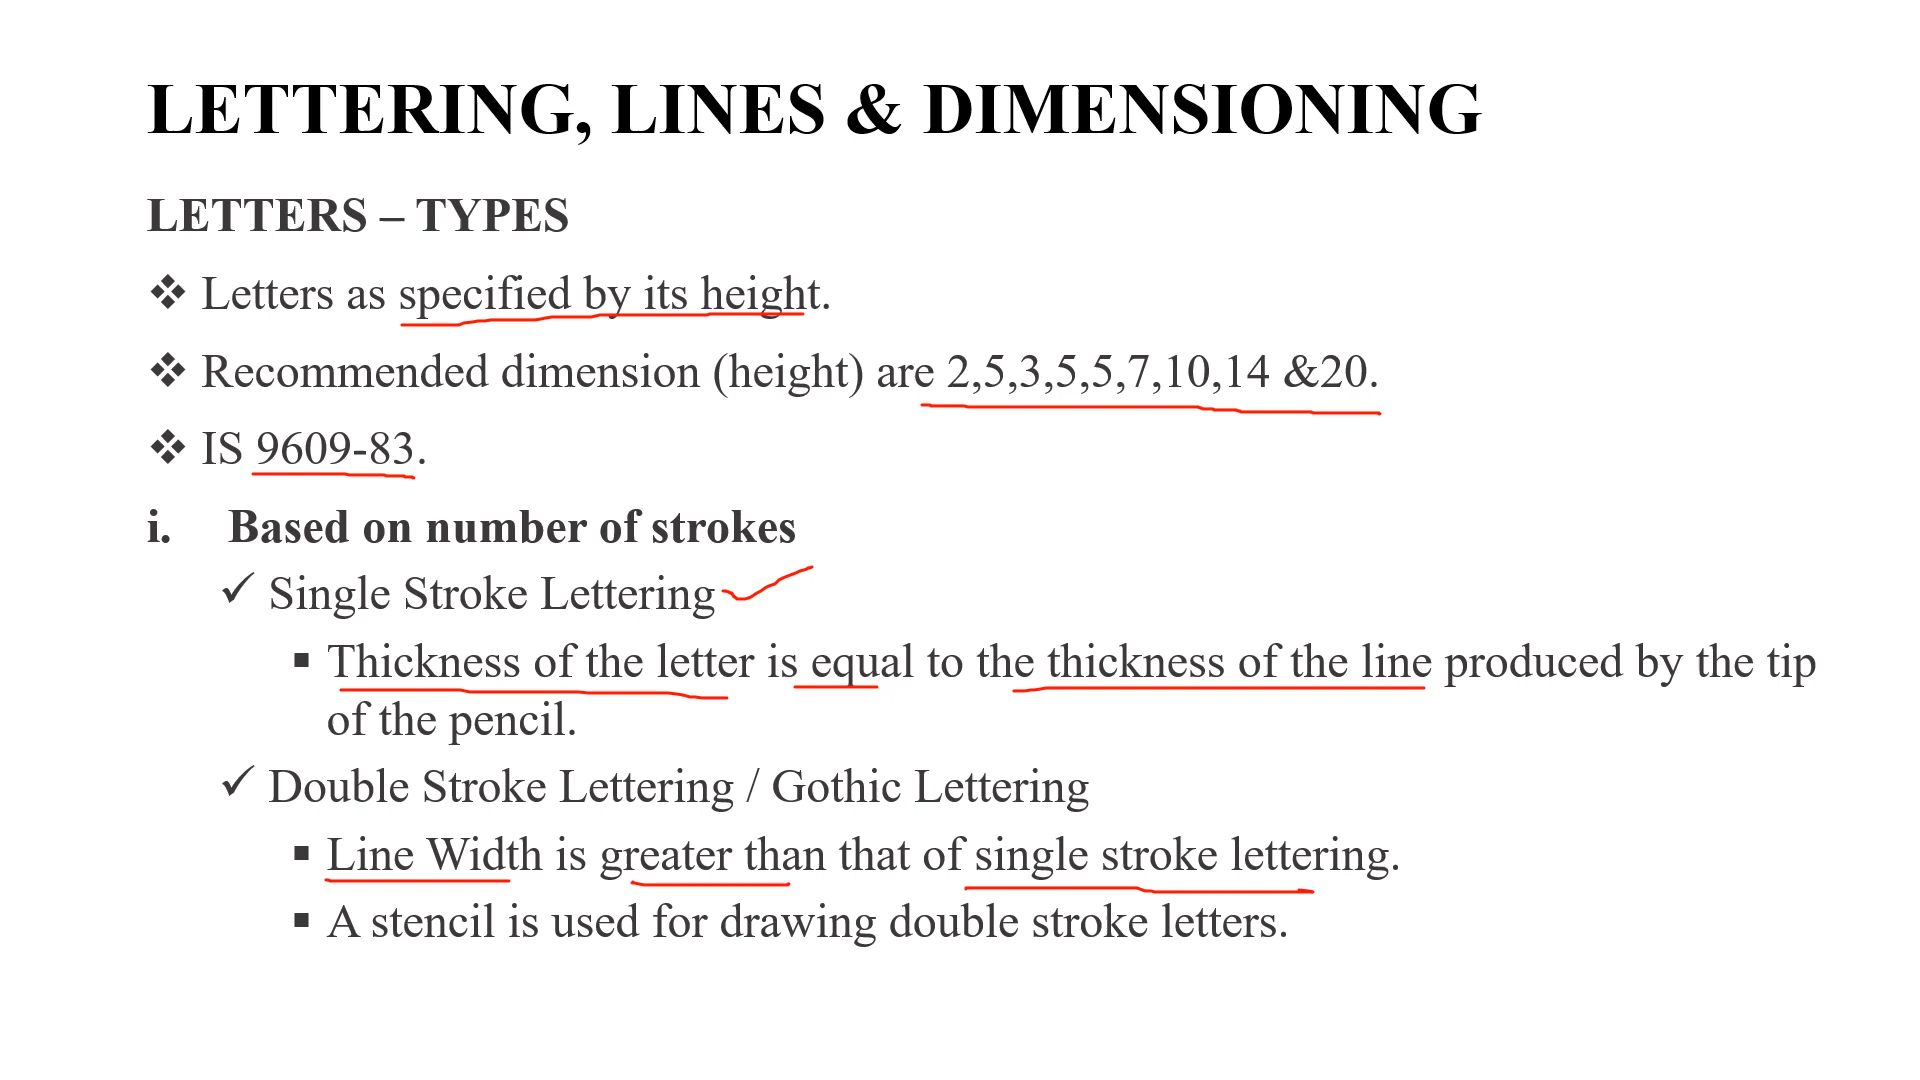 LETTERING, LINES & DIMENSIONING
LETTERS – TYPES
❖ Letters as specified by its height.
❖ Recommended dimension (height) are 2,5,3,5,5,7,10,14 &20.
❖ IS 9609-83.
i. Based on number of strokes
✓ Single Stroke Lettering
▪ Thickness of the letter is equal to the thickness of the line produced by the tip
of the pencil.
✓ Double Stroke Lettering / Gothic Lettering
▪ Line Width is greater than that of single stroke lettering.
▪ A stencil is used for drawing double stroke letters.